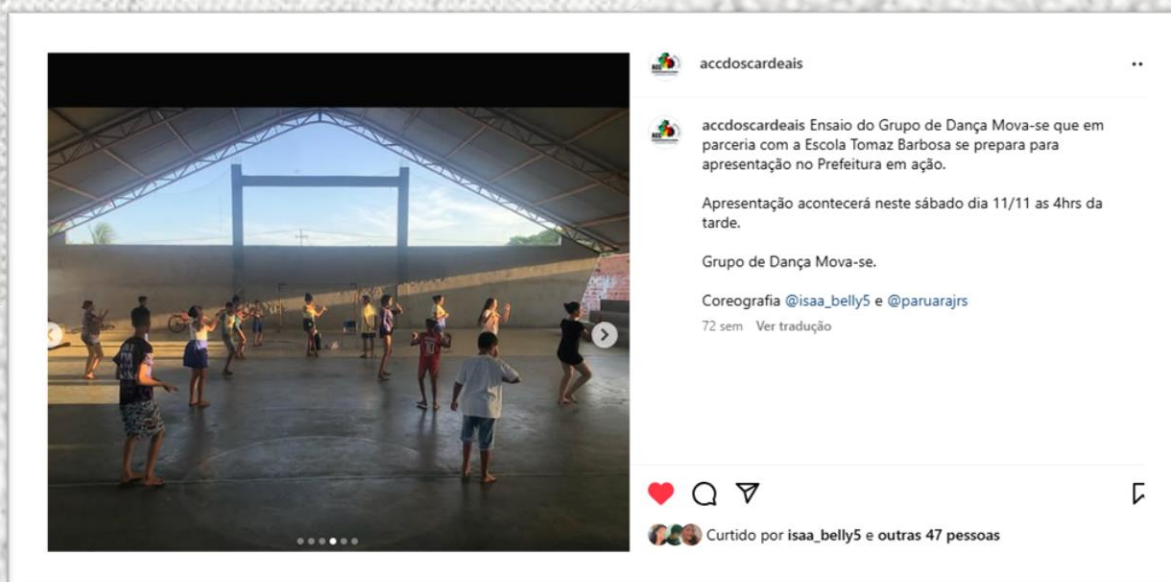 accdoscardeais
accdoscardeais Ensaio do Grupo de Dança Mova-se que em
parceria com a Escola Tomaz Barbosa se prepara para
apresentação no Prefeitura em ação.
Apresentação acontecerá neste sábado dia 11/11 as 4hrs da
tarde.
Grupo de Dança Mova-se.
Coreografia @isaa_belly5 e @paruarajrs
72 sem Ver tradução
Curtido por isaa_belly5 e outras 47 pessoas